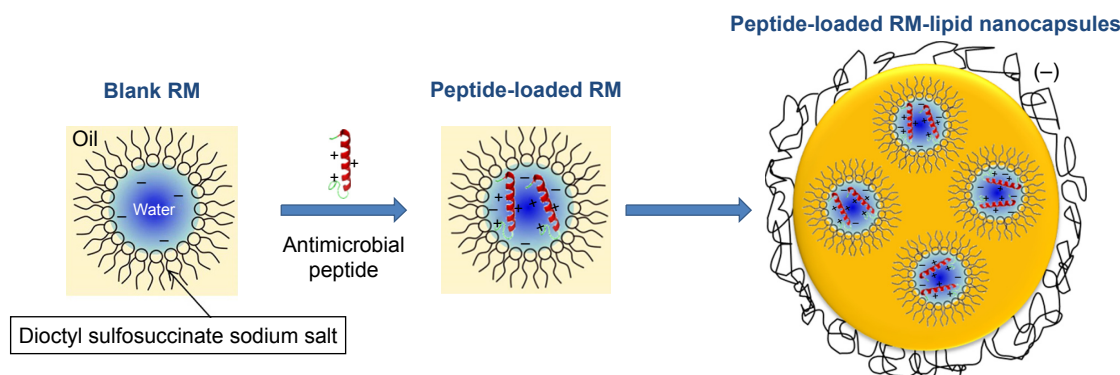 Peptide-loaded RM-lipid nanocapsules
Blank RM
Peptide-loaded RM
(–)
Oil
Water
Antimicrobial
peptide
Dioctyl sulfosuccinate sodium salt